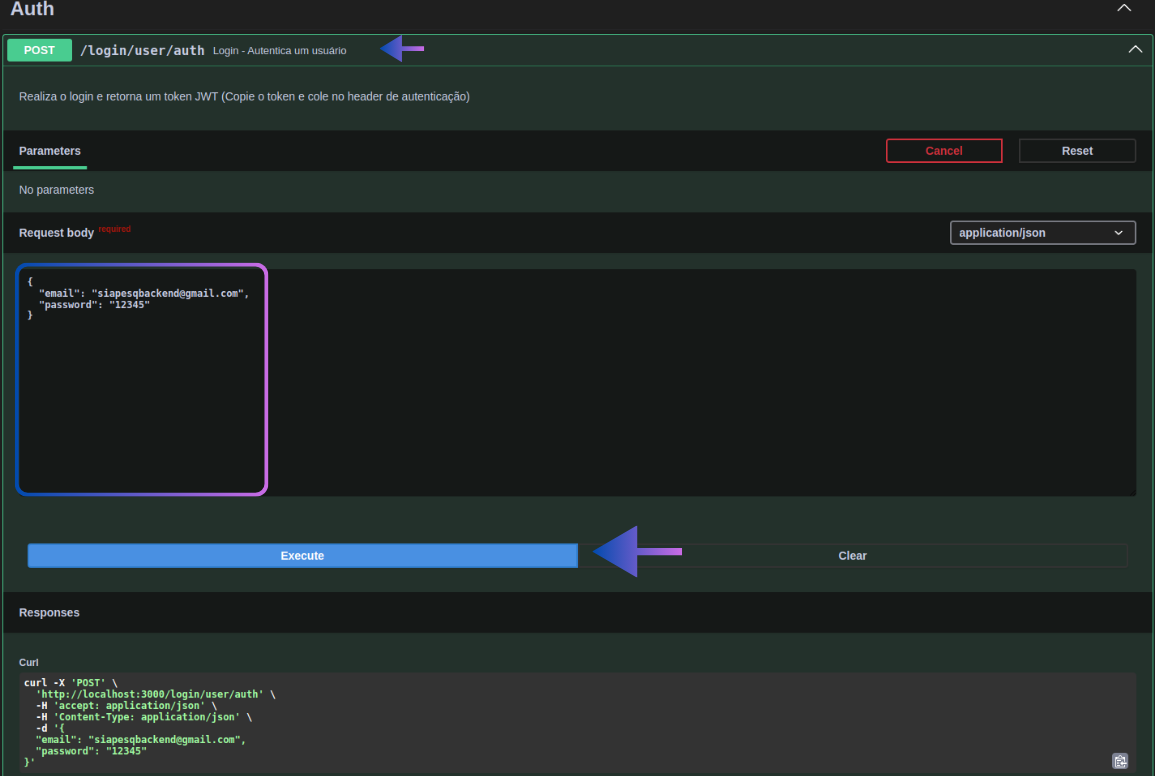 Auth
POST /login/user/auth Login - Autentica um usuário
Realiza o login e retorna um token JWT (Copie o token e cole no header de autenticação)
Parameters
Cancel
Reset
No parameters
Request body required
application/json
{
  "email": "siapesqbackend@gmail.com",
  "password": "12345"
}
Execute
Clear
Responses
Curl
curl -X 'POST' \
  'http://localhost:3000/login/user/auth' \
  -H 'accept: application/json' \
  -H 'Content-Type: application/json' \
  -d '{
  "email": "siapesqbackend@gmail.com",
  "password": "12345"
}'